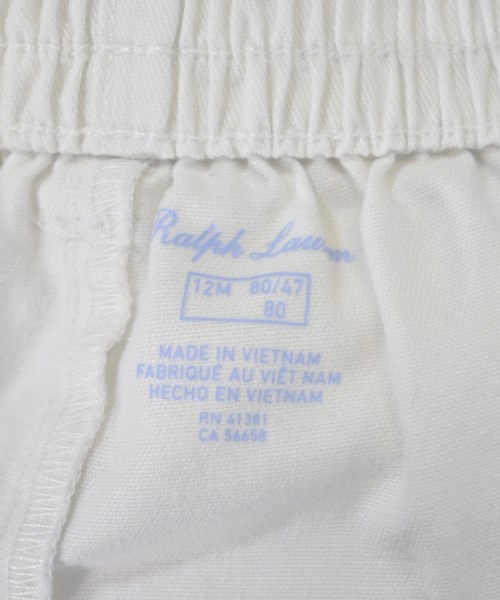 Ralph Lauren
12M 80/47
80
MADE IN VIETNAM
FABRIQUÉ AU VIÊT NAM
HECHO EN VIETNAM
RN 41381
CA 56658